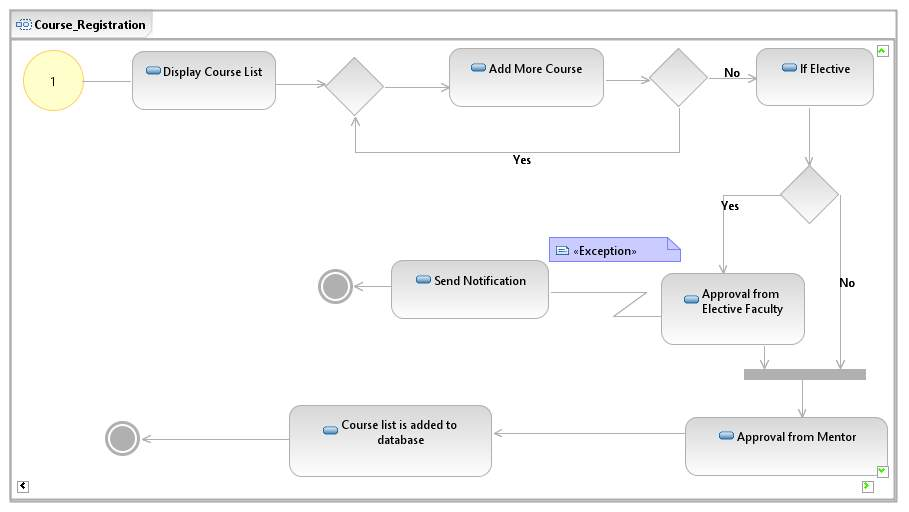 Course_Registration
1
Display Course List
Add More Course
No
If Elective
Yes
Yes
«Exception»
Send Notification
Approval from
Elective Faculty
No
Course list is added to
database
Approval from Mentor